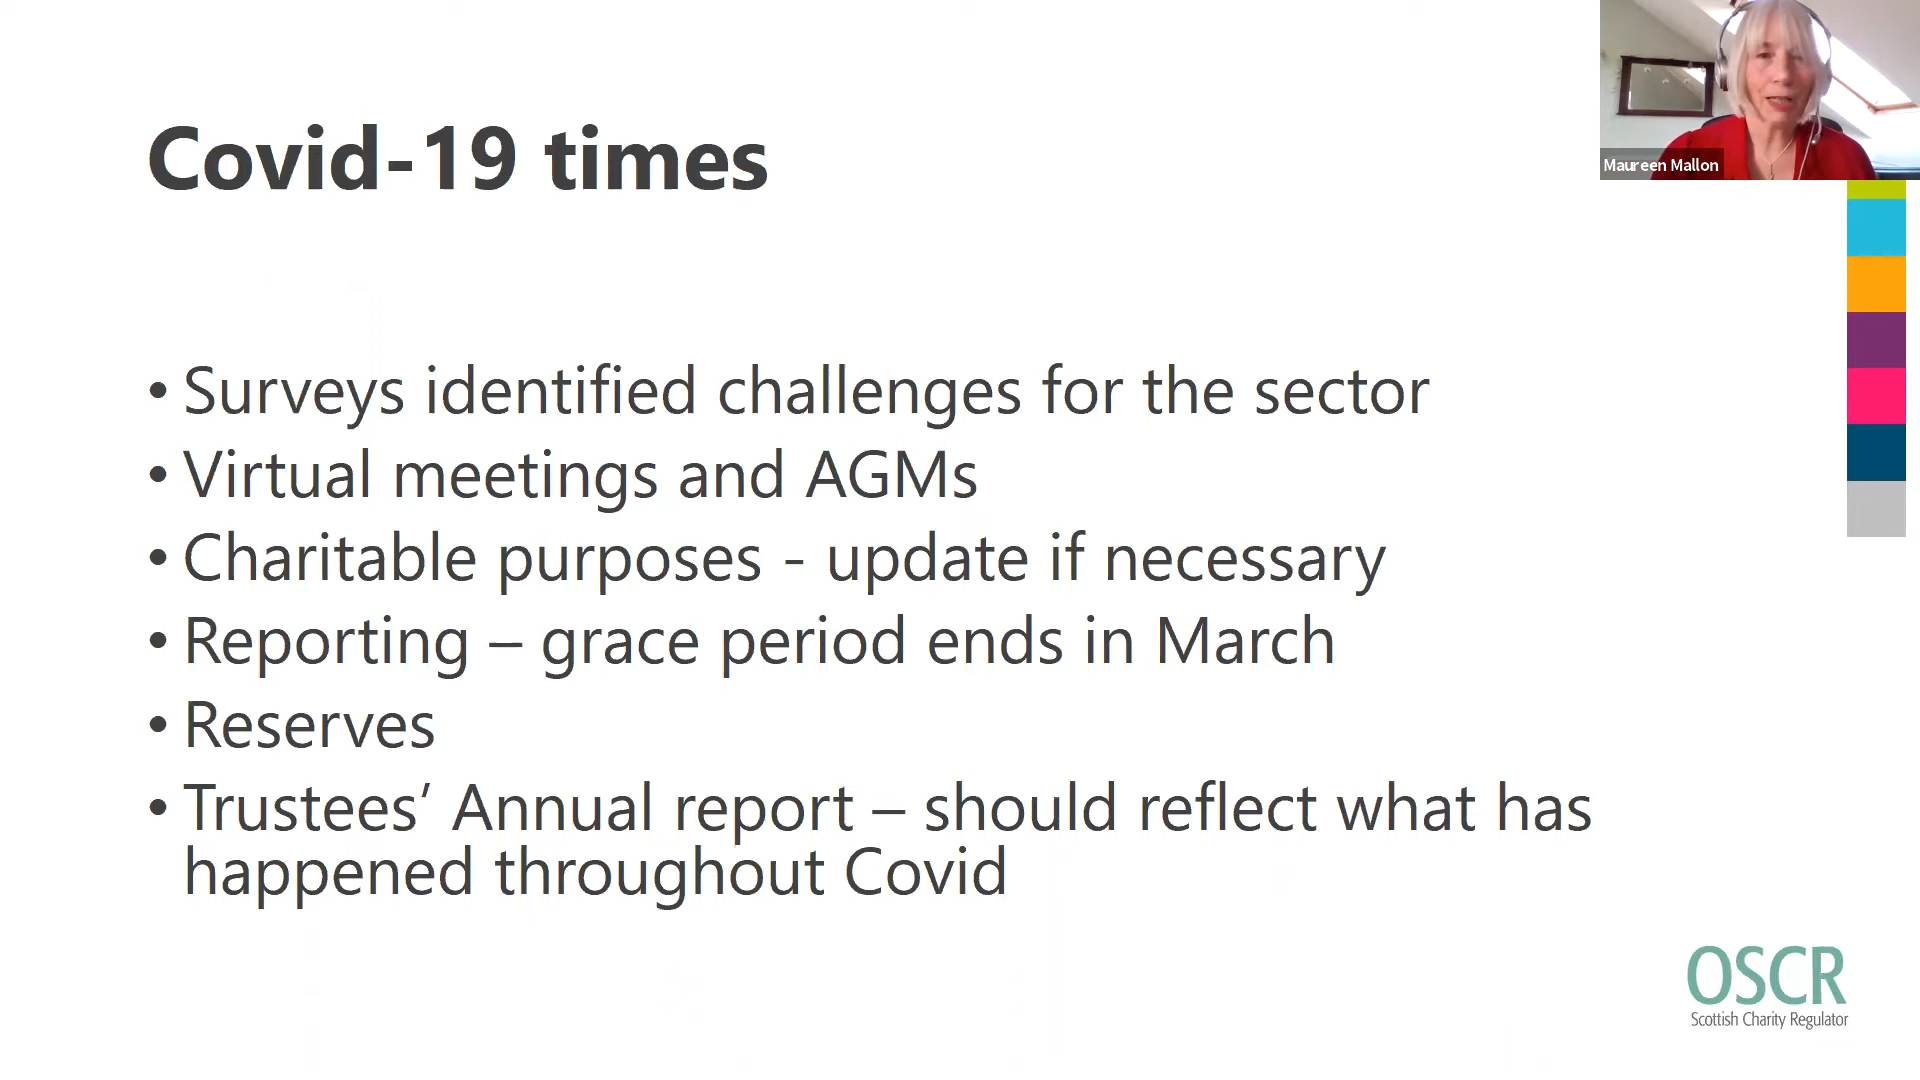 Covid-19 times
Maureen Mallon
• Surveys identified challenges for the sector
• Virtual meetings and AGMs
• Charitable purposes - update if necessary
• Reporting – grace period ends in March
• Reserves
• Trustees’ Annual report – should reflect what has
happened throughout Covid
OSCR
Scottish Charity Regulator